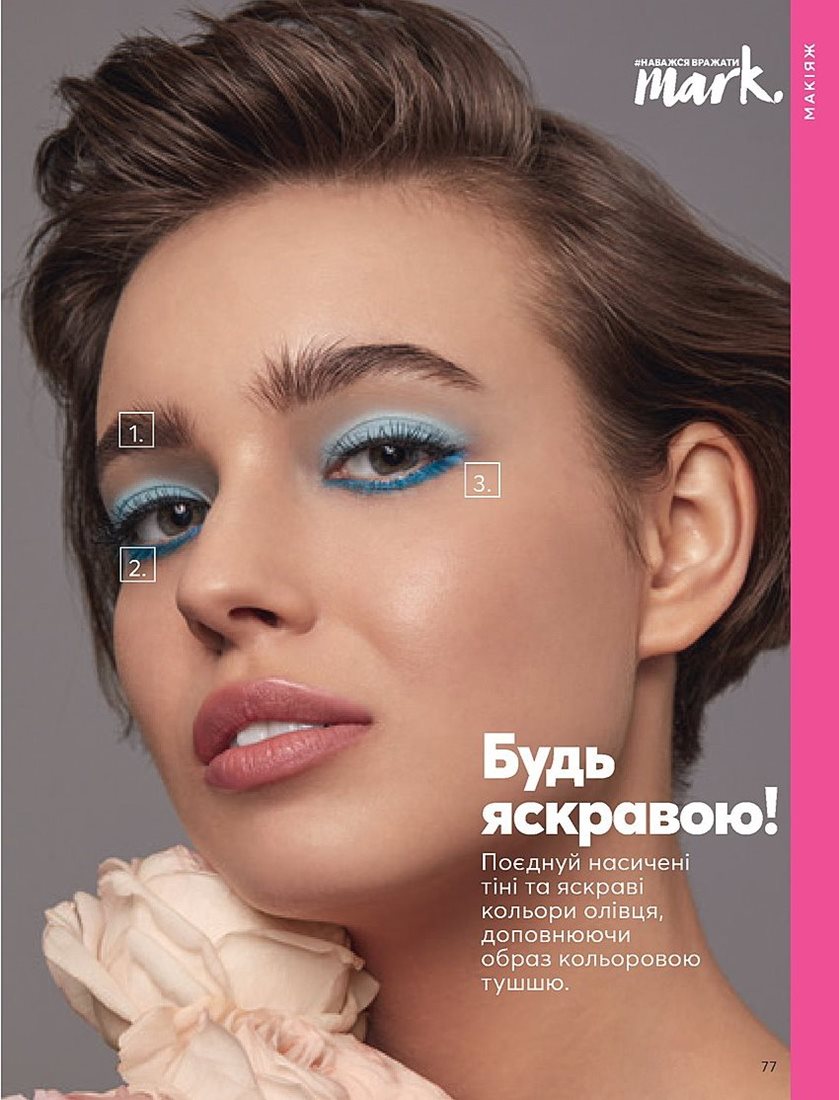 #НАВАЖСЯ ВРАЖАТИ
mark.
МАКІЯЖ
1.
3.
2.
Будь
яскравою!
Поєднуй насичені
тіні та яскраві
кольори олівця,
доповнюючи
образ кольоровою
тушшю.
77